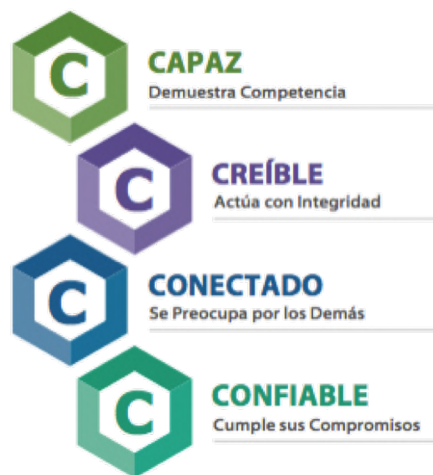 C
CAPAZ
Demuestra Competencia
C
CREÍBLE
Actúa con Integridad
C
CONECTADO
Se Preocupa por los Demás
C
CONFIABLE
Cumple sus Compromisos